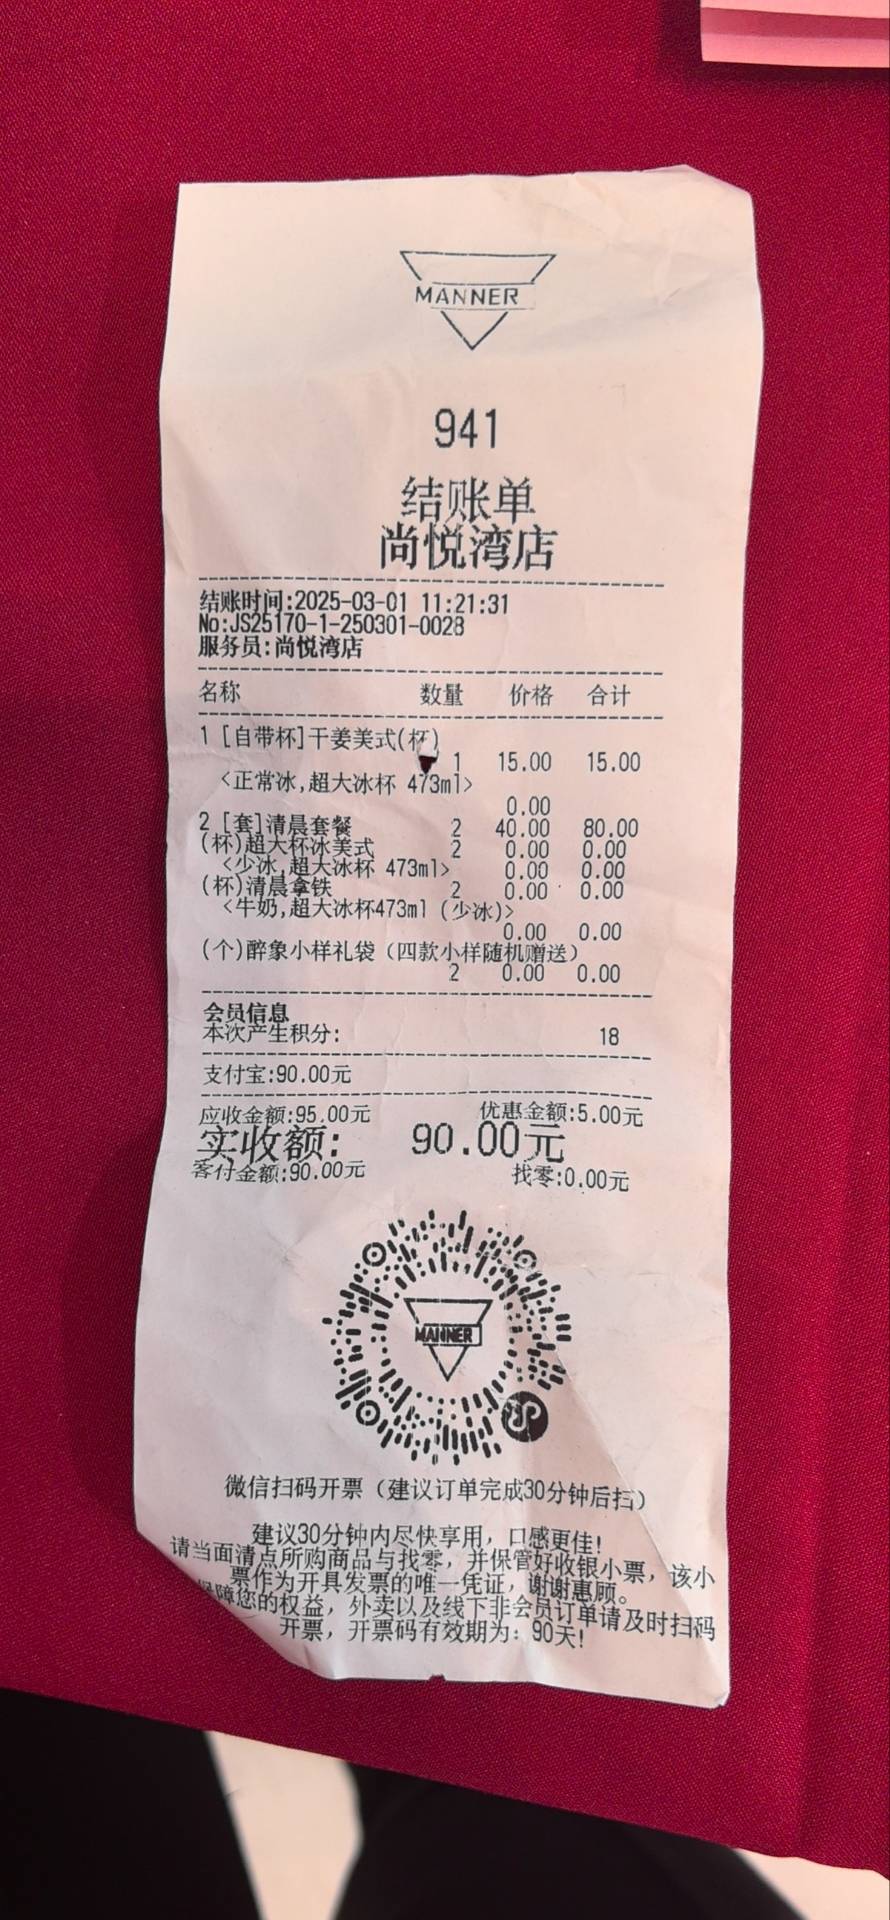 MANNER
941
结账单
尚悦湾店
结账时间:2025-03-01 11:21:31
No:JS25170-1-250301-0028
服务员:尚悦湾店
名称 数量 价格 合计
1 [自带杯]干姜美式(杯)
1 15.00 15.00
<正常冰,超大冰杯 473ml>
0.00
2 [套]清晨套餐 2 40.00 80.00
(杯)超大杯冰美式 2 0.00 0.00
<少冰,超大冰杯 473ml> 0.00 0.00
(杯)清晨拿铁 2 0.00 0.00
<牛奶,超大冰杯473ml (少冰)>
0.00 0.00
(个)醉象小样礼袋（四款小样随机赠送）
2 0.00 0.00
会员信息
本次产生积分: 18
支付宝:90.00元
应收金额:95.00元 优惠金额:5.00元
实收额: 90.00元
客付金额:90.00元 找零:0.00元
MANNER
微信扫码开票（建议订单完成30分钟后扫）
建议30分钟内尽快享用，口感更佳!
请当面清点所购商品与找零，并保管好收银小票，该小
票作为开具发票的唯一凭证，谢谢惠顾。
障您的权益，外卖以及线下非会员订单请及时扫码
开票，开票码有效期为：90天!